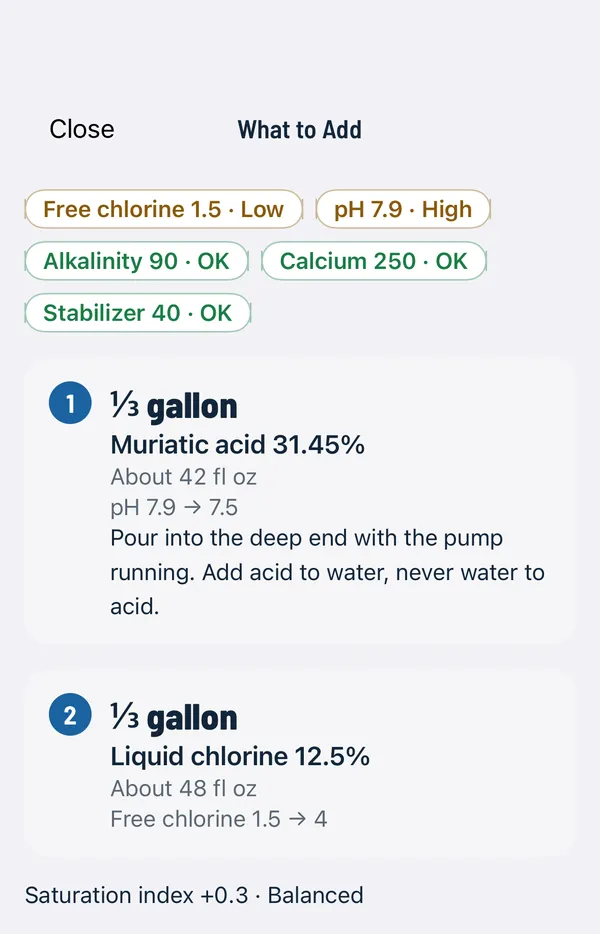 Close
What to Add
Free chlorine 1.5 · Low
pH 7.9 · High
Alkalinity 90 · OK
Calcium 250 · OK
Stabilizer 40 · OK
1
⅓ gallon
Muriatic acid 31.45%
About 42 fl oz
pH 7.9 → 7.5
Pour into the deep end with the pump
running. Add acid to water, never water to
acid.
2
⅓ gallon
Liquid chlorine 12.5%
About 48 fl oz
Free chlorine 1.5 → 4
Saturation index +0.3 · Balanced